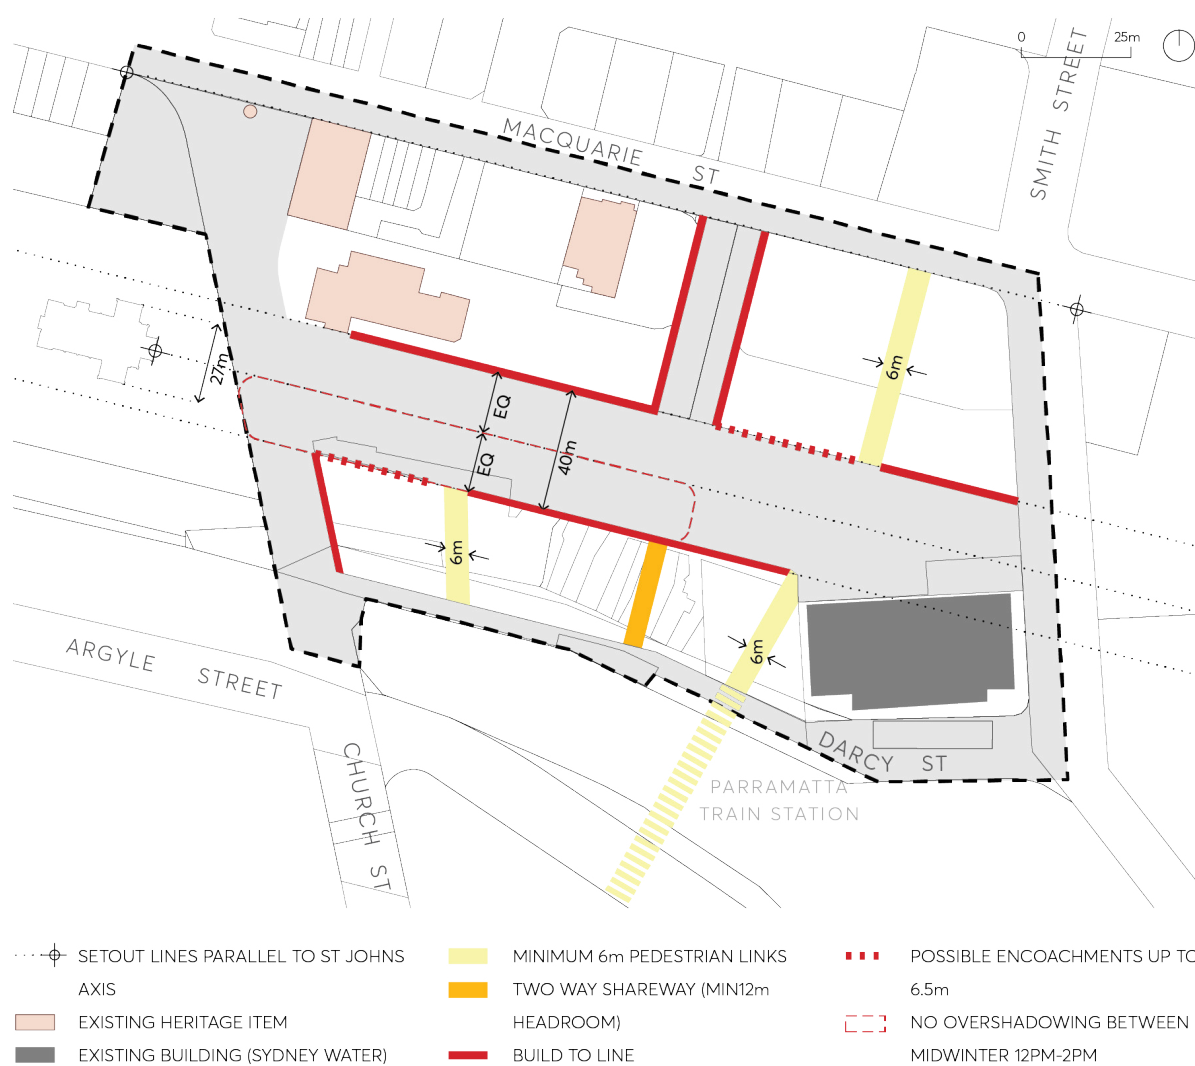 0
25m
SMITH STREET
MACQUARIE ST
27m
EQ
EQ
40m
6m
6m
6m
ARGYLE STREET
CHURCH ST
DARCY ST
PARRAMATTA
TRAIN STATION
SETOUT LINES PARALLEL TO ST JOHNS
AXIS
EXISTING HERITAGE ITEM
EXISTING BUILDING (SYDNEY WATER)
MINIMUM 6m PEDESTRIAN LINKS
TWO WAY SHAREWAY (MIN12m
HEADROOM)
BUILD TO LINE
POSSIBLE ENCOACHMENTS UP TO
6.5m
NO OVERSHADOWING BETWEEN
MIDWINTER 12PM-2PM